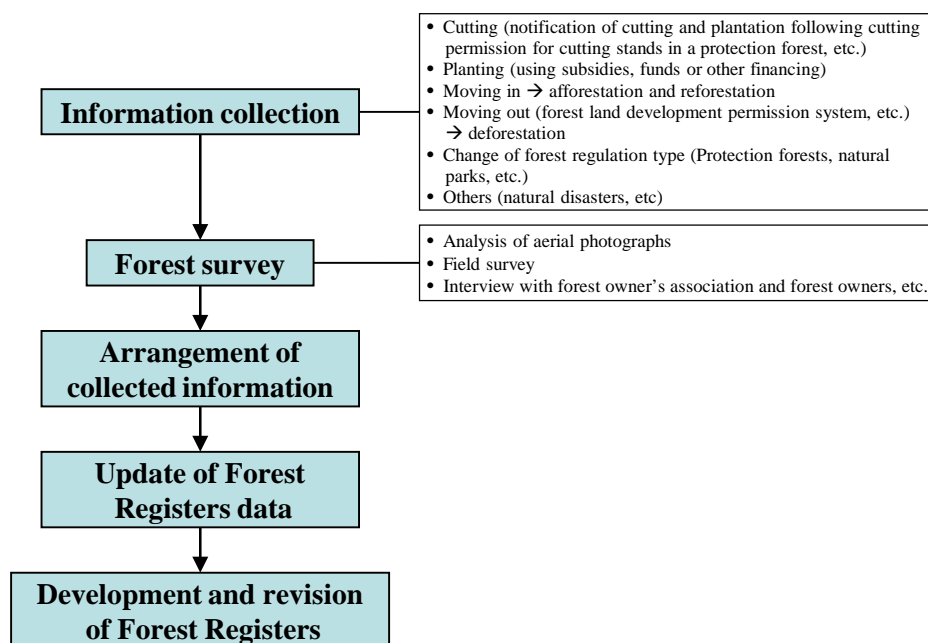 • Cutting (notification of cutting and plantation following cutting
permission for cutting stands in a protection forest, etc.)
• Planting (using subsidies, funds or other financing)
• Moving in → afforestation and reforestation
• Moving out (forest land development permission system, etc.)
→ deforestation
• Change of forest regulation type (Protection forests, natural
parks, etc.)
• Others (natural disasters, etc)
Information collection
• Analysis of aerial photographs
• Field survey
• Interview with forest owner's association and forest owners, etc.
Forest survey
Arrangement of
collected information
Update of Forest
Registers data
Development and revision
of Forest Registers